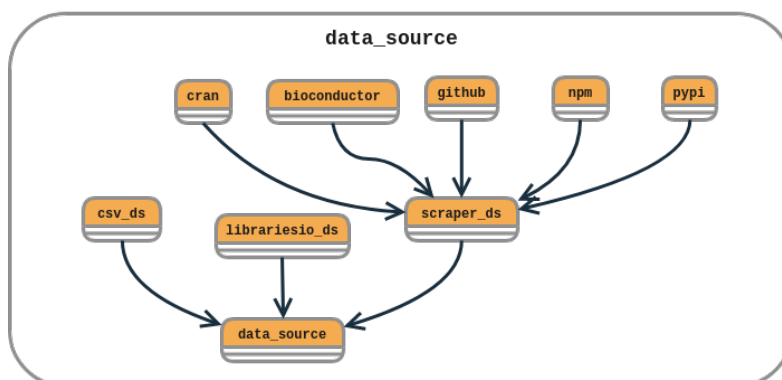 data_source
cran
bioconductor
github
npm
pypi
csv_ds
librariesio_ds
scraper_ds
data_source